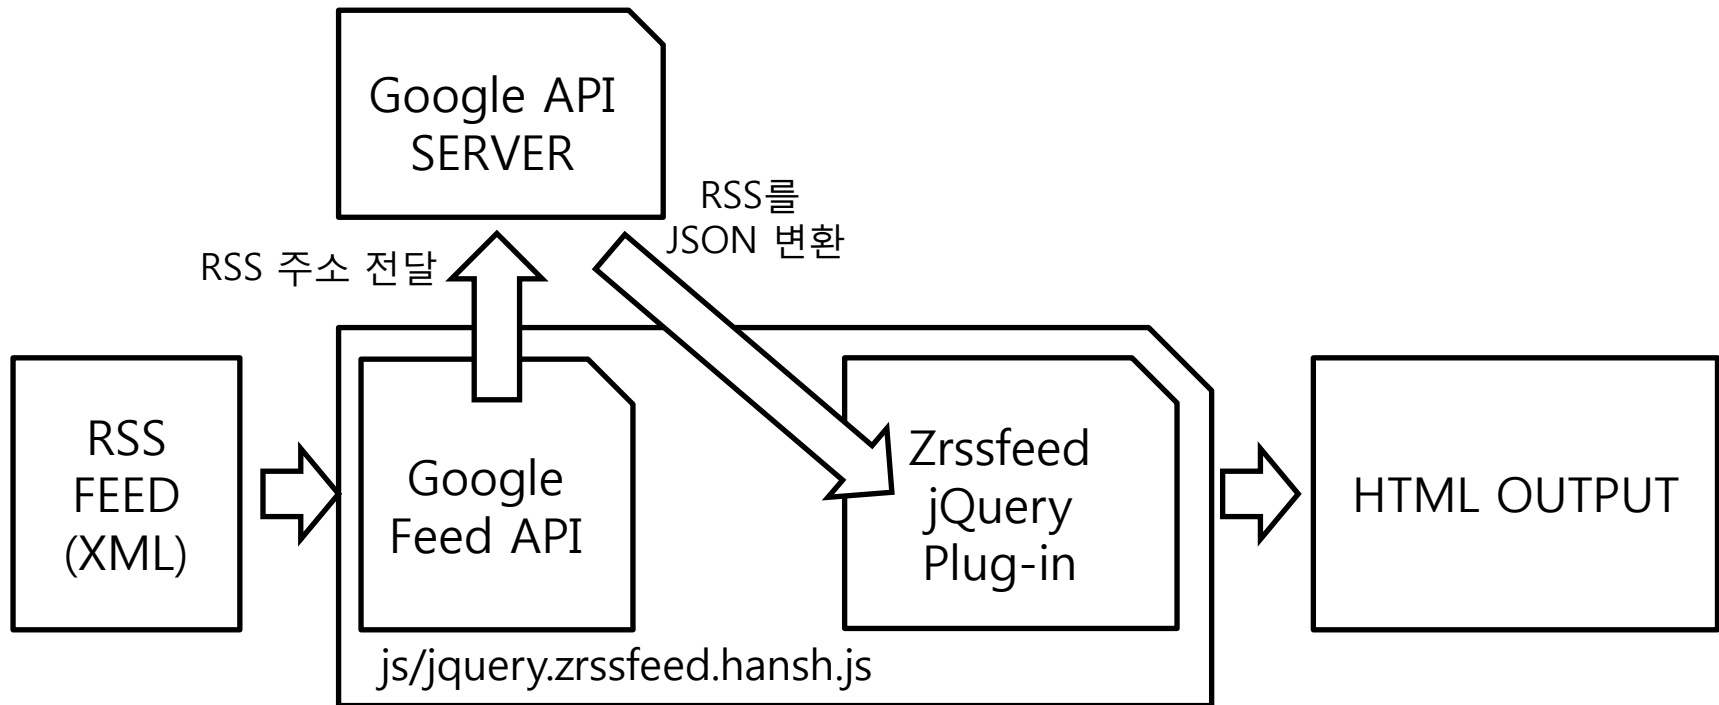 Google API
SERVER
RSS를
JSON 변환
RSS 주소 전달
RSS
FEED
(XML)
Google
Feed API
Zrssfeed
jQuery
Plug-in
HTML OUTPUT
js/jquery.zrssfeed.hansh.js